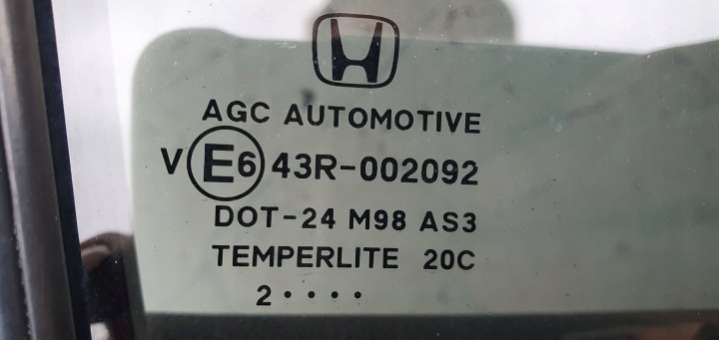 AGC AUTOMOTIVE
V E6 43R-002092
DOT-24 M98 AS3
TEMPERLITE 20C
2····